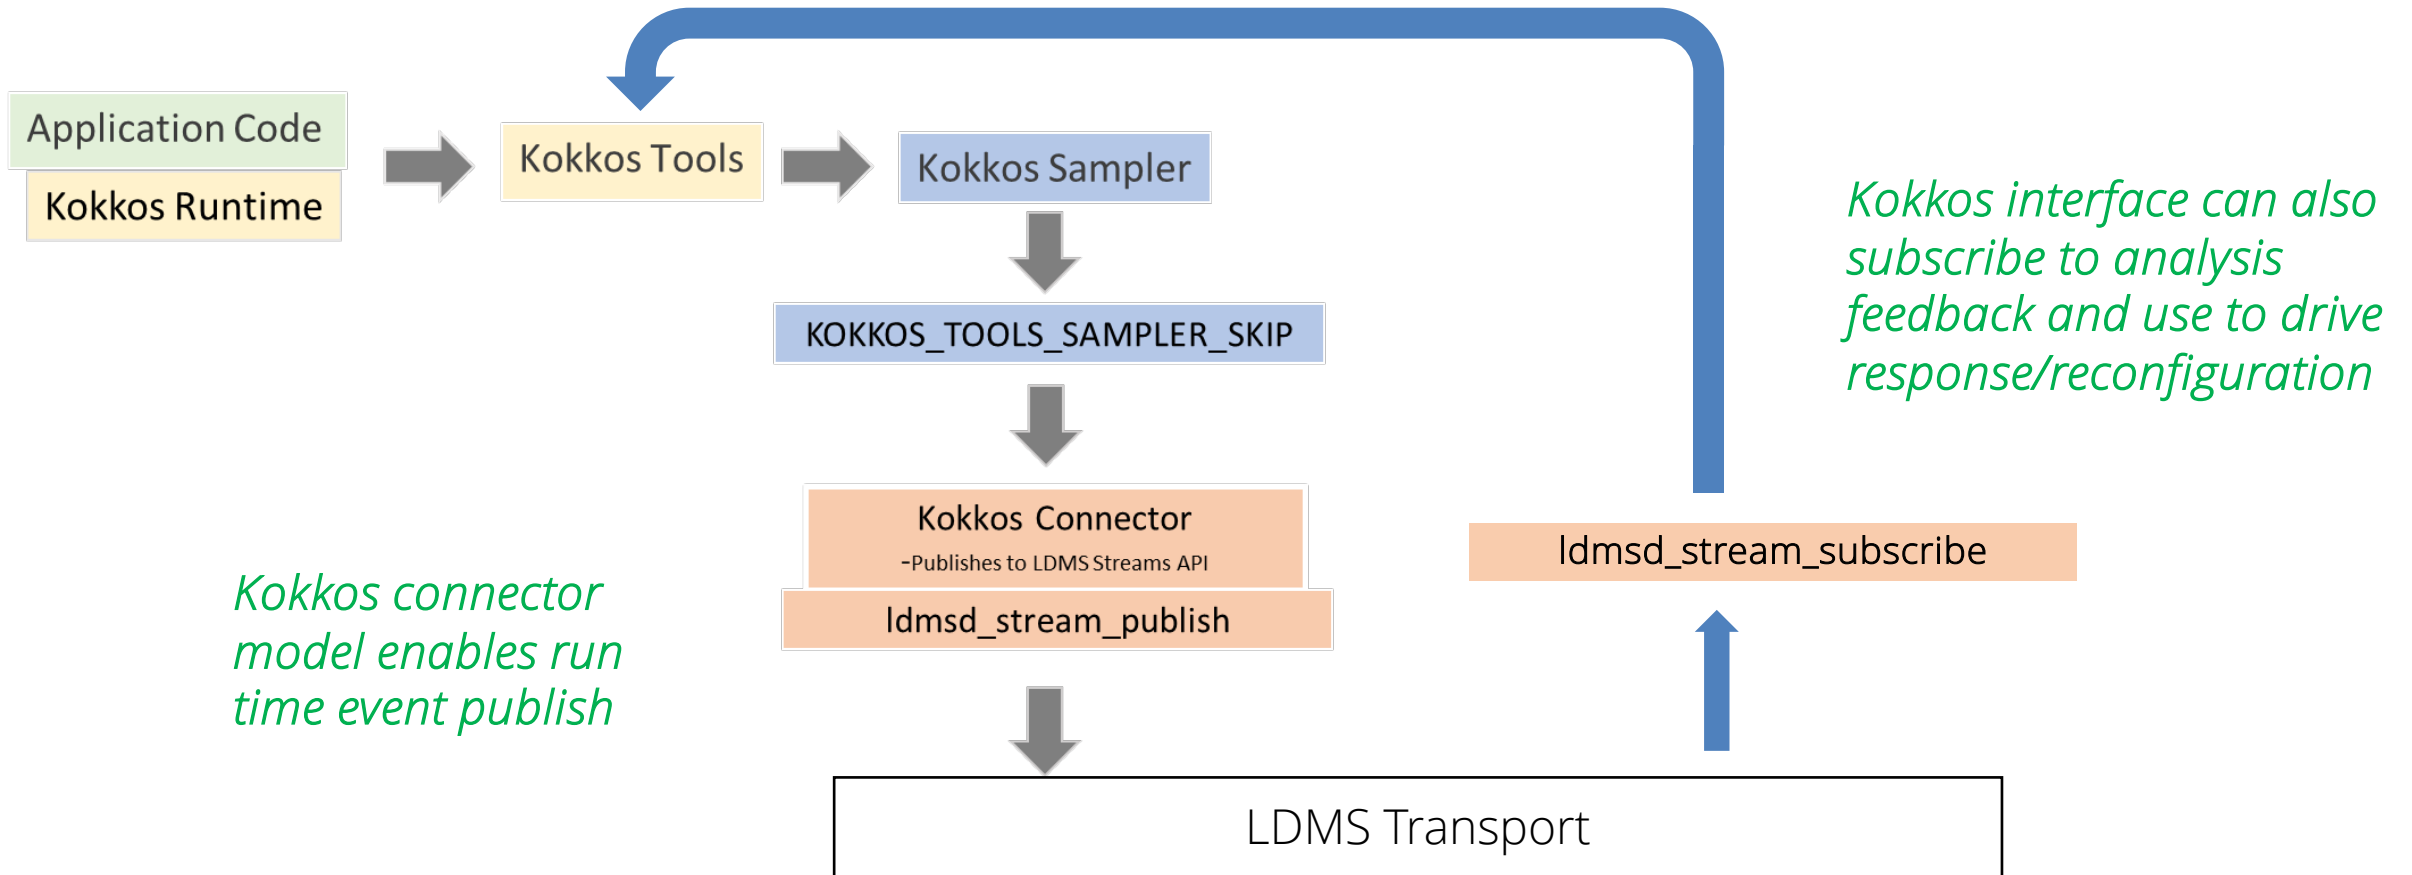 Application Code
Kokkos Runtime
Kokkos Tools
Kokkos Sampler
KOKKOS_TOOLS_SAMPLER_SKIP
Kokkos Connector
-Publishes to LDMS Streams API
ldmsd_stream_publish
ldmsd_stream_subscribe
LDMS Transport
Kokkos interface can also
subscribe to analysis
feedback and use to drive
response/reconfiguration
Kokkos connector
model enables run
time event publish